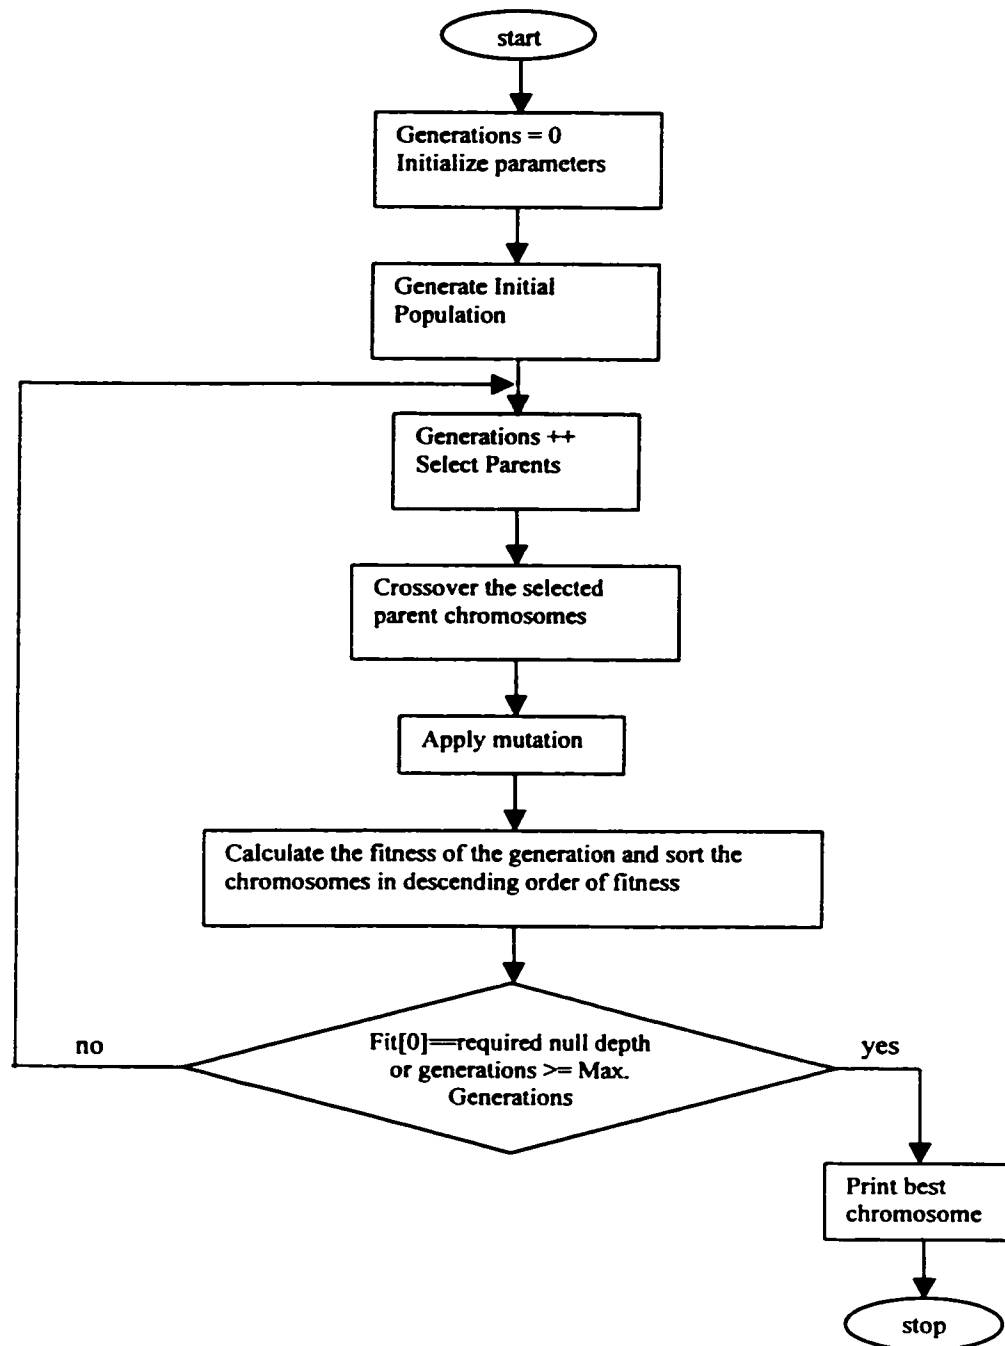 start
Generations = 0
Initialize parameters
Generate Initial
Population
Generations ++
Select Parents
Crossover the selected
parent chromosomes
Apply mutation
Calculate the fitness of the generation and sort the
chromosomes in descending order of fitness
no
Fit[0]==required null depth
or generations >= Max.
Generations
yes
Print best
chromosome
stop